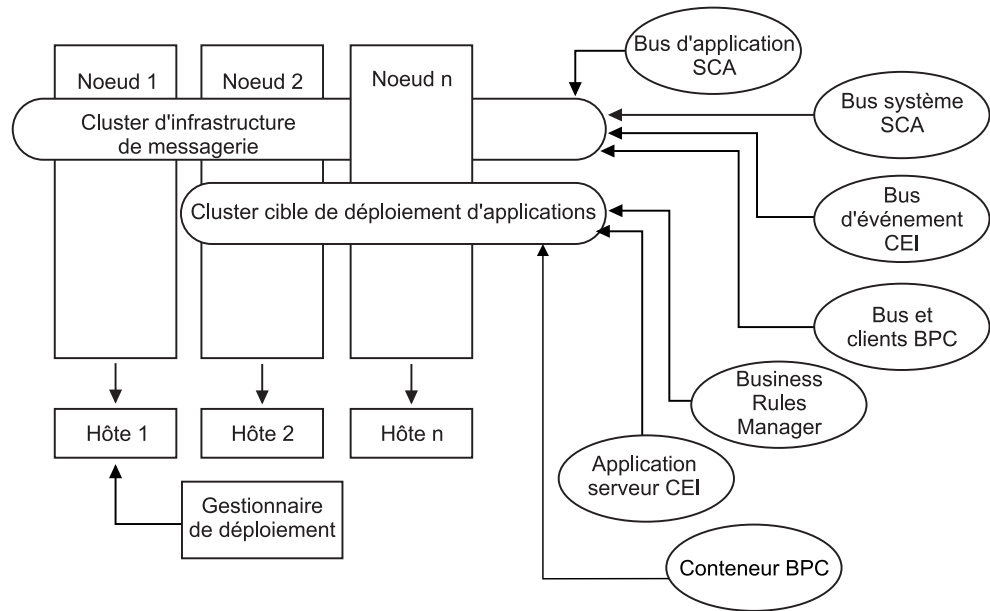 Noeud 1
Noeud 2
Noeud n
Cluster d'infrastructure
de messagerie
Cluster cible de déploiement d'applications
Hôte 1
Hôte 2
Hôte n
Gestionnaire
de déploiement
Bus d'application
SCA
Bus système
SCA
Bus
d'événement
CEI
Bus et
clients BPC
Business
Rules
Manager
Application
serveur CEI
Conteneur BPC